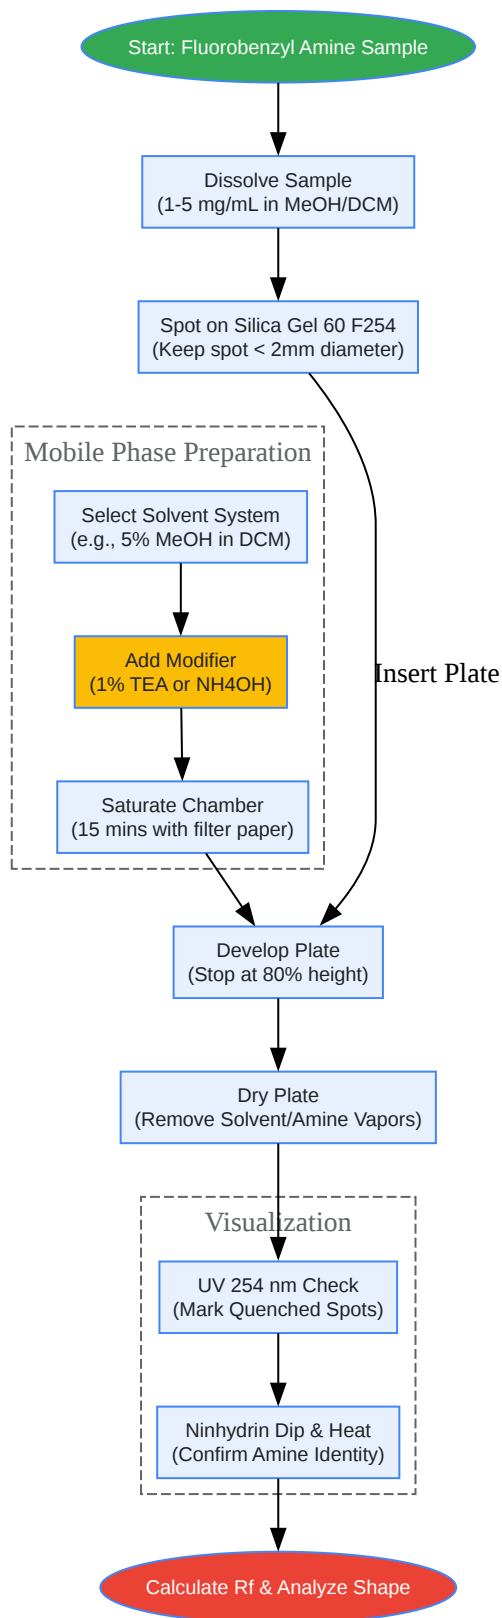 Start: Fluorobenzyl Amine Sample
Dissolve Sample
(1-5 mg/mL in MeOH/DCM)
Spot on Silica Gel 60 F254
(Keep spot < 2mm diameter)
Mobile Phase Preparation
Select Solvent System
(e.g., 5% MeOH in DCM)
Add Modifier
(1% TEA or NH4OH)
Insert Plate
Saturate Chamber
(15 mins with filter paper)
Develop Plate
(Stop at 80% height)
Dry Plate
(Remove Solvent/Amine Vapors)
Visualization
UV 254 nm Check
(Mark Quenched Spots)
Ninhydrin Dip & Heat
(Confirm Amine Identity)
Calculate Rf & Analyze Shape